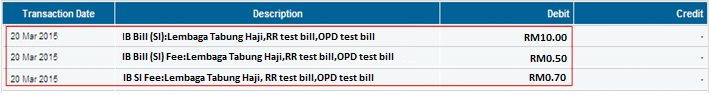 Transaction Date Description Debit Credit
20 Mar 2015 IB Bill (SI):Lembaga Tabung Haji,RR test bill,OPD test bill RM10.00 -
20 Mar 2015 IB Bill (SI) Fee:Lembaga Tabung Haji,RR test bill,OPD test bill RM0.50 -
20 Mar 2015 IB SI Fee:Lembaga Tabung Haji, RR test bill,OPD test bill RM0.70 -